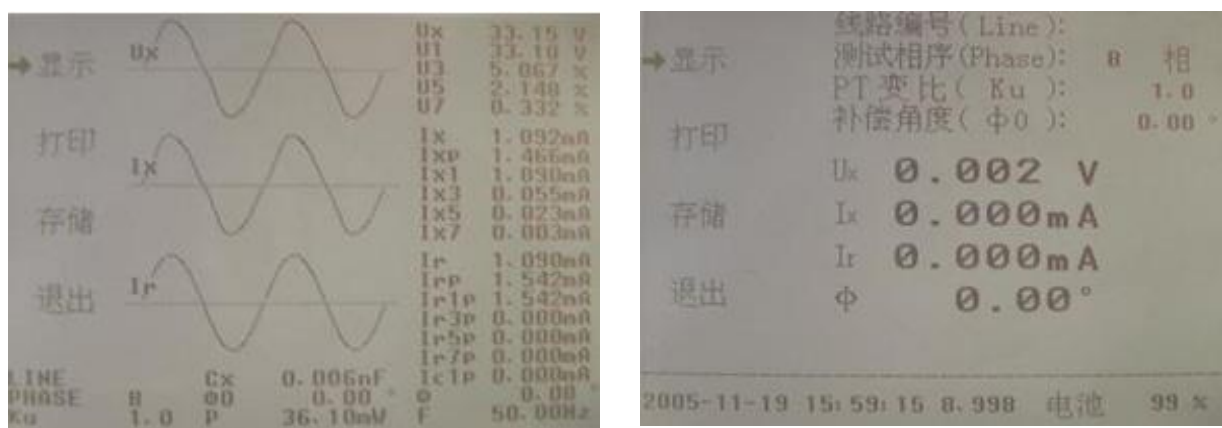 ➔显示
打印
存储
退出
Ux
Ix
Ir
Ux 33.15 V
U1 33.10 V
U3 5.067 %
U5 2.148 %
U7 0.332 %
Ix 1.092mA
Ixp 1.466mA
Ix1 1.090mA
Ix3 0.055mA
Ix5 0.023mA
Ix7 0.003mA
Ir 1.090mA
Irp 1.542mA
Ir1p 1.542mA
Ir3p 0.000mA
Ir5p 0.000mA
Ir7p 0.000mA
LINE Cx 0.006nF Ic1p 0.000mA
PHASE B Φ0 0.00 ° Φ 0.00 °
Ku 1.0 P 36.10mW F 50.00Hz
线路编号(Line):
➔显示 测试相序(Phase): B 相
PT变比( Ku ): 1.0
打印 补偿角度( Φ0 ): 0.00 °
Ux 0.002 V
存储 Ix 0.000mA
Ir 0.000mA
退出 Φ 0.00°
2005-11-19 15:59:15 8.998 电池 99 %